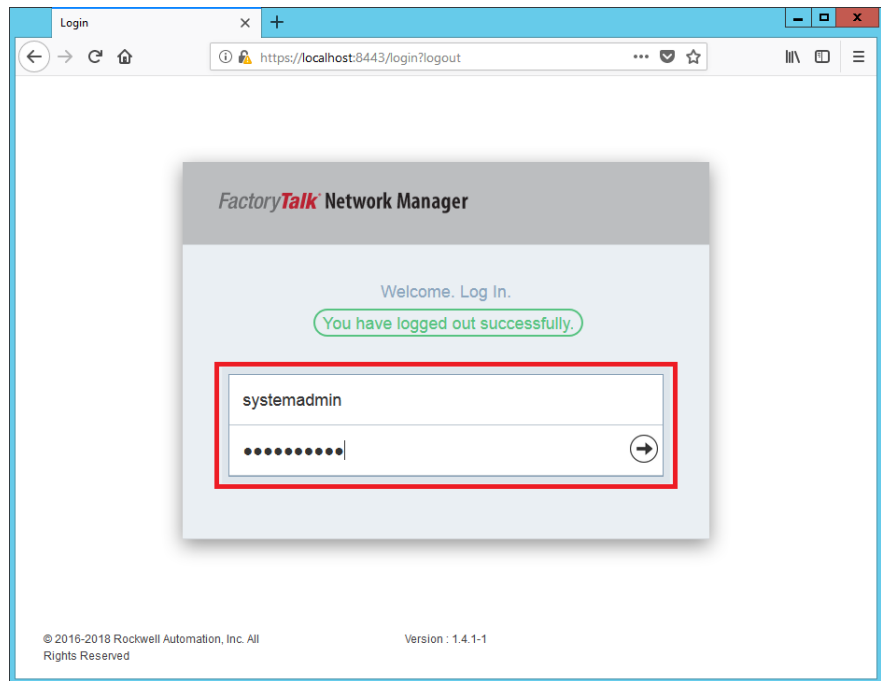 Login
https://localhost:8443/login?logout
FactoryTalk Network Manager
Welcome. Log In.
You have logged out successfully.
systemadmin
••••••••••
© 2016-2018 Rockwell Automation, Inc. All
Rights Reserved
Version : 1.4.1-1